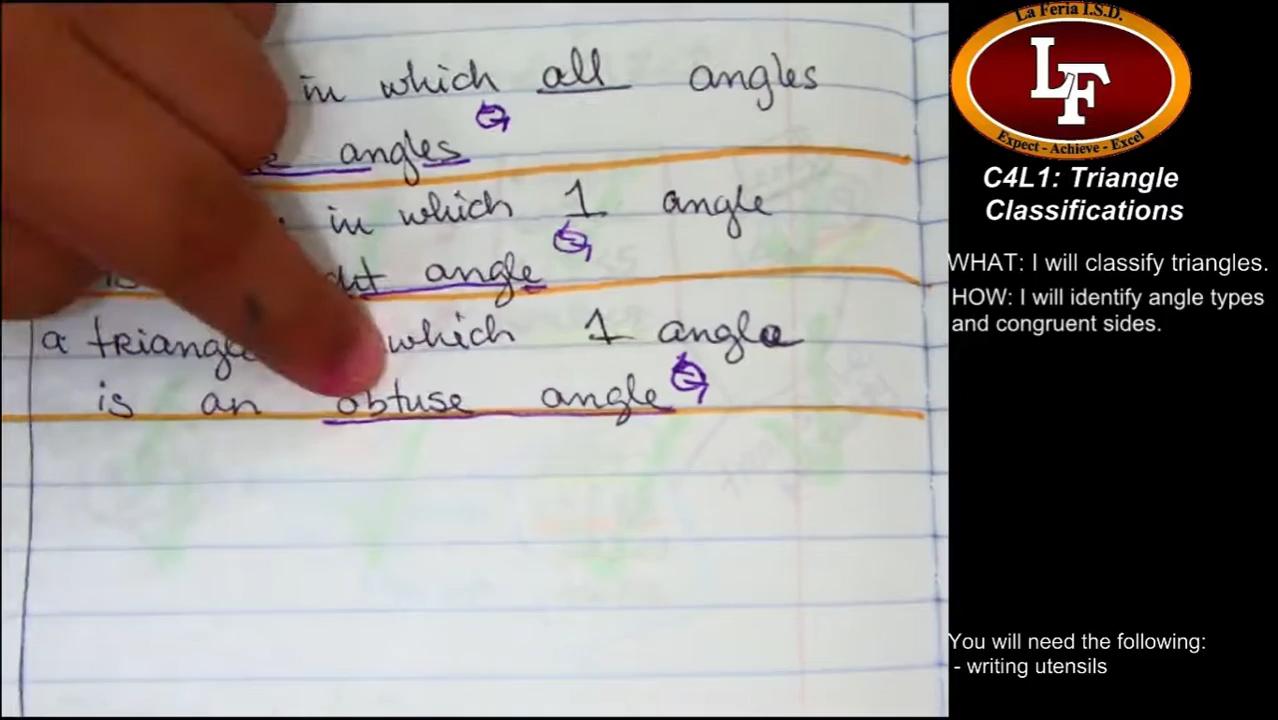 in which all angles
angles
in which 1 angle
is angle
a triangle which 1 angle
is an obtuse angle
La Feria I.S.D.
LF
Expect - Achieve - Excel
C4L1: Triangle
Classifications
WHAT: I will classify triangles.
HOW: I will identify angle types
and congruent sides.
You will need the following:
- writing utensils